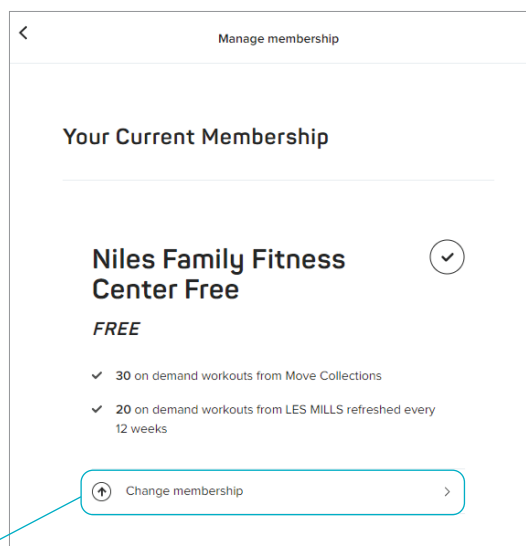 Manage membership
Your Current Membership
Niles Family Fitness
Center Free
FREE
30 on demand workouts from Move Collections
20 on demand workouts from LES MILLS refreshed every
12 weeks
Change membership